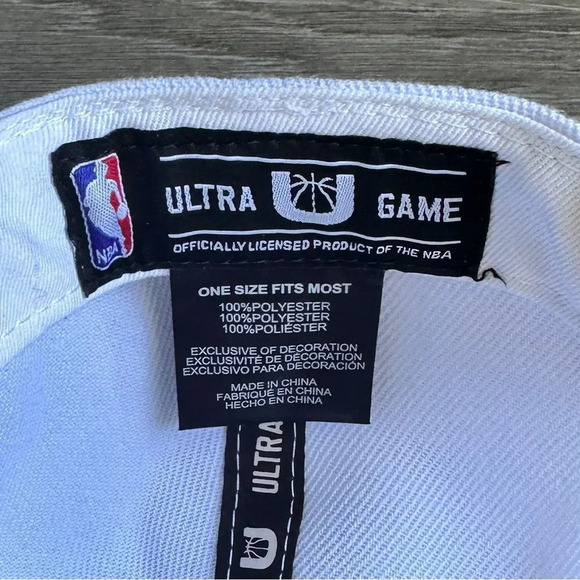 NBA
ULTRA U GAME
OFFICIALLY LICENSED PRODUCT OF THE NBA
ONE SIZE FITS MOST
100%POLYESTER
100%POLYESTER
100%POLIÉSTER
EXCLUSIVE OF DECORATION
EXCLUSIVITÉ DE DÉCORATION
EXCLUSIVO PARA DECORACIÓN
MADE IN CHINA
FABRIQUÉ EN CHINA
HECHO EN CHINA
U ULTRA